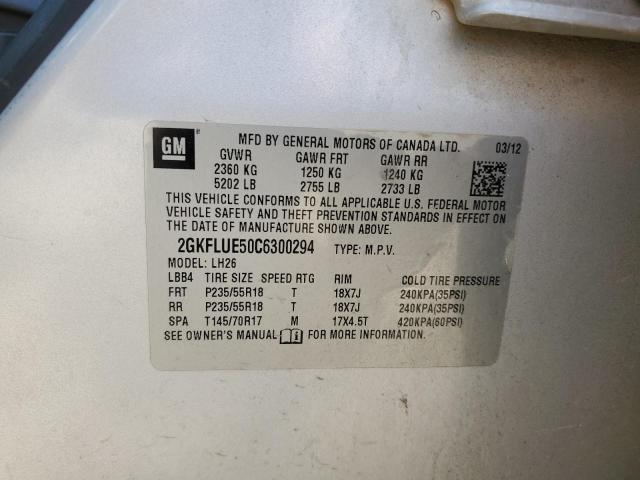 GM
MFD BY GENERAL MOTORS OF CANADA LTD. 03/12
GVWR GAWR FRT GAWR RR
2360 KG 1250 KG 1240 KG
5202 LB 2755 LB 2733 LB
THIS VEHICLE CONFORMS TO ALL APPLICABLE U.S. FEDERAL MOTOR
VEHICLE SAFETY AND THEFT PREVENTION STANDARDS IN EFFECT ON
THE DATE OF MANUFACTURE SHOWN ABOVE.
2GKFLUE50C6300294 TYPE: M.P.V.
MODEL: LH26
LBB4 TIRE SIZE SPEED RTG RIM COLD TIRE PRESSURE
FRT P235/55R18 T 18X7J 240KPA(35PSI)
RR P235/55R18 T 18X7J 240KPA(35PSI)
SPA T145/70R17 M 17X4.5T 420KPA(60PSI)
SEE OWNER'S MANUAL FOR MORE INFORMATION.